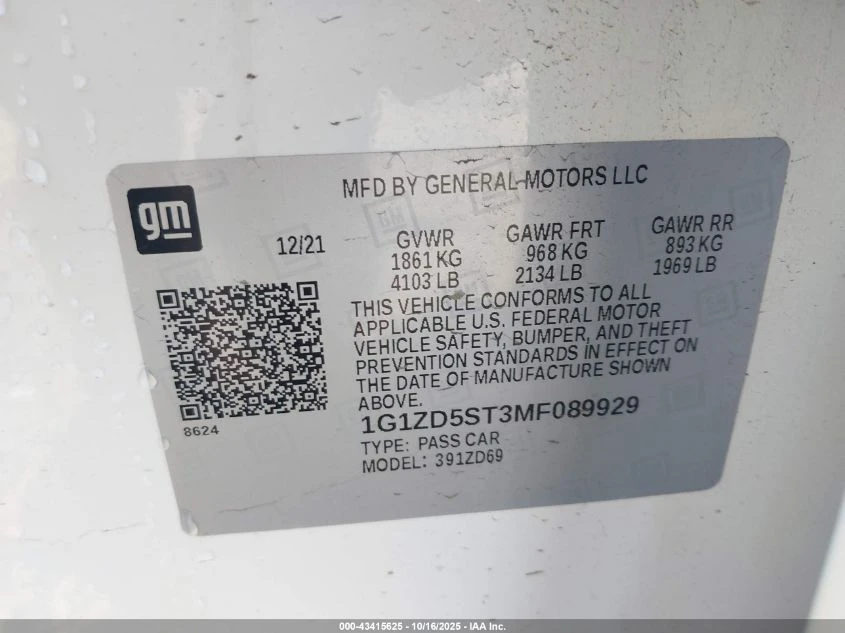 MFD BY GENERAL MOTORS LLC
gm
12/21
GVWR
1861 KG
4103 LB
GAWR FRT
968 KG
2134 LB
GAWR RR
893 KG
1969 LB
THIS VEHICLE CONFORMS TO ALL
APPLICABLE U.S. FEDERAL MOTOR
VEHICLE SAFETY, BUMPER, AND THEFT
PREVENTION STANDARDS IN EFFECT ON
THE DATE OF MANUFACTURE SHOWN
ABOVE.
8624
1G1ZD5ST3MF089929
TYPE: PASS CAR
MODEL: 391ZD69
000-43415625 - 10/16/2025 - IAA Inc.